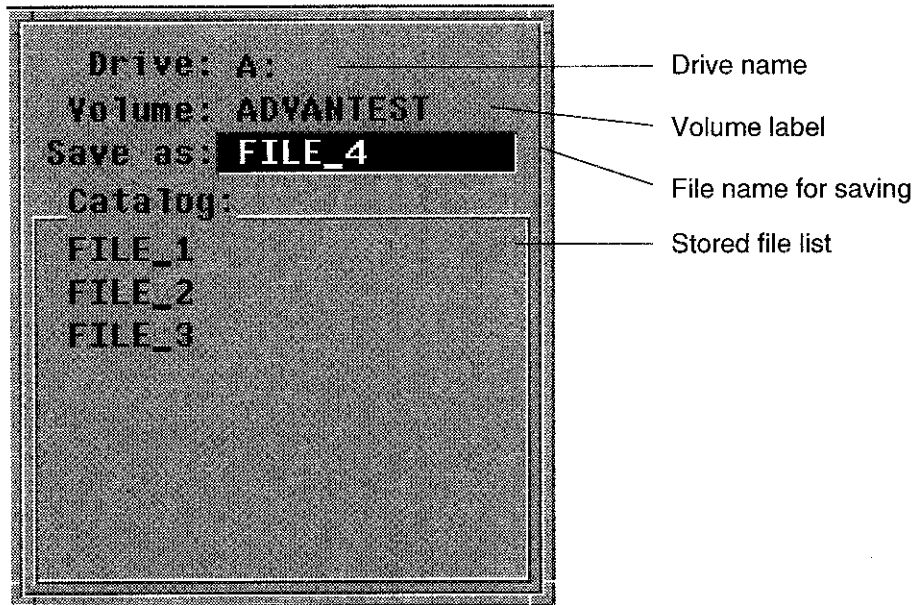 Drive: A:
Volume: ADVANTEST
Save as: FILE_4
Catalog:
FILE_1
FILE_2
FILE_3
Drive name
Volume label
File name for saving
Stored file list